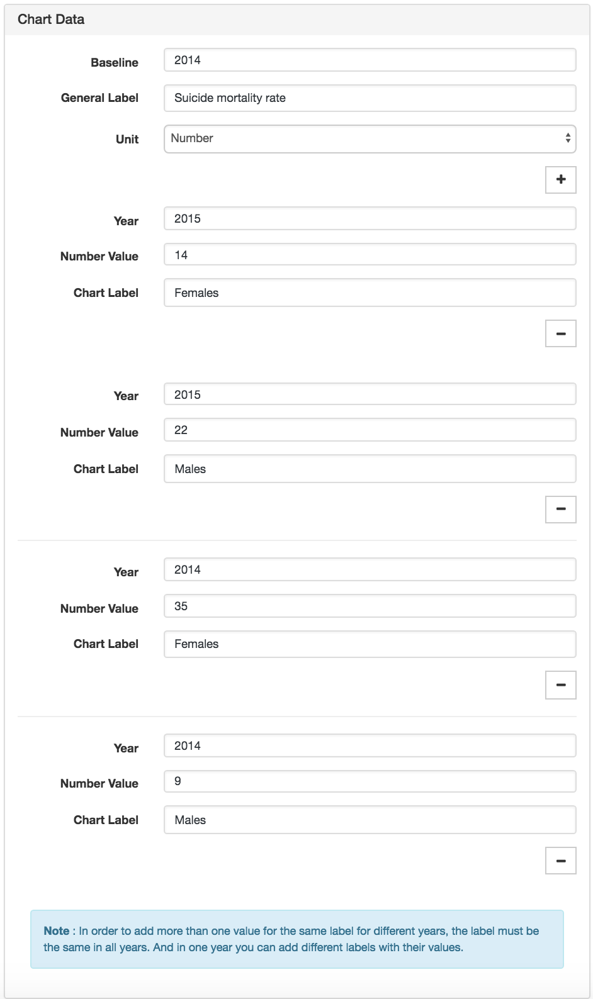 Chart Data
Baseline 2014
General Label Suicide mortality rate
Unit Number
+
Year 2015
Number Value 14
Chart Label Females
−
Year 2015
Number Value 22
Chart Label Males
−
Year 2014
Number Value 35
Chart Label Females
−
Year 2014
Number Value 9
Chart Label Males
−
Note : In order to add more than one value for the same label for different years, the label must be
the same in all years. And in one year you can add different labels with their values.